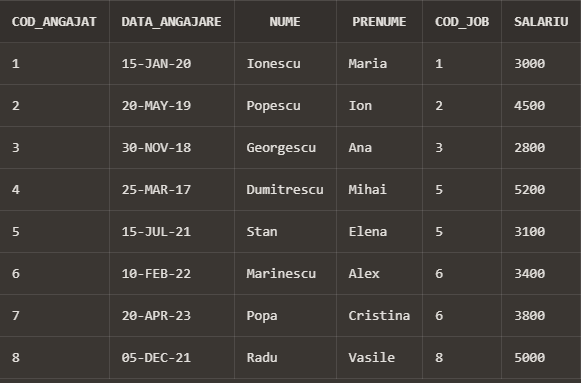 COD_ANGAJAT DATA_ANGAJARE NUME PRENUME COD_JOB SALARIU
1 15-JAN-20 Ionescu Maria 1 3000
2 20-MAY-19 Popescu Ion 2 4500
3 30-NOV-18 Georgescu Ana 3 2800
4 25-MAR-17 Dumitrescu Mihai 5 5200
5 15-JUL-21 Stan Elena 5 3100
6 10-FEB-22 Marinescu Alex 6 3400
7 20-APR-23 Popa Cristina 6 3800
8 05-DEC-21 Radu Vasile 8 5000